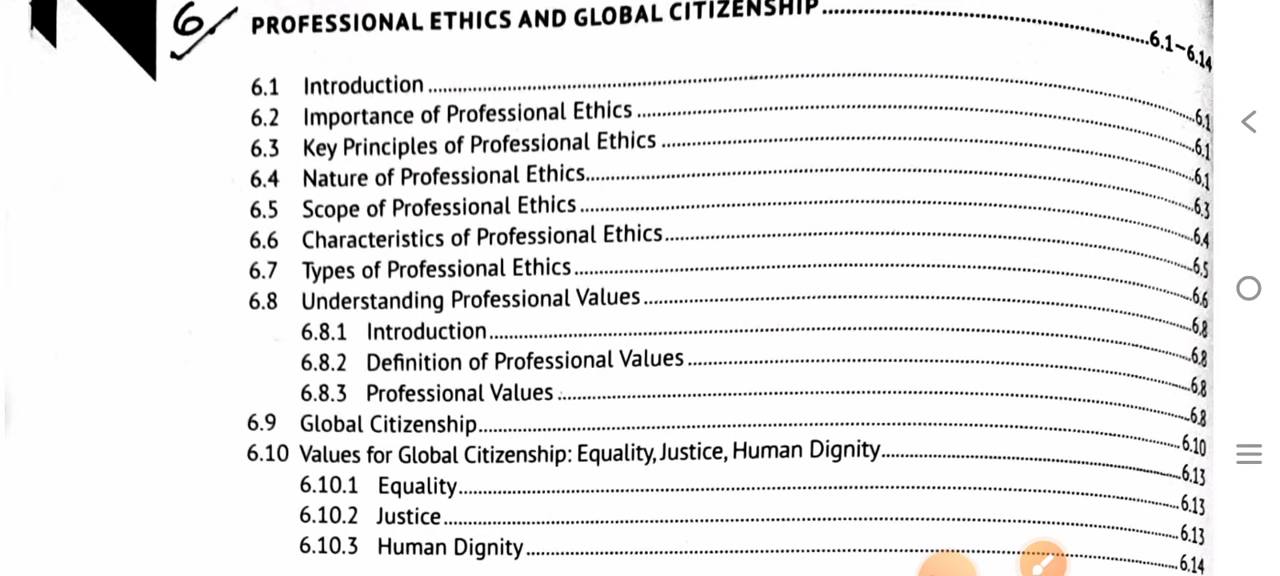 6
PROFESSIONAL ETHICS AND GLOBAL CITIZENSHIP..........6.1–6.14
6.1 Introduction..........6.1
6.2 Importance of Professional Ethics..........6.1
6.3 Key Principles of Professional Ethics..........6.1
6.4 Nature of Professional Ethics..........6.3
6.5 Scope of Professional Ethics..........6.4
6.6 Characteristics of Professional Ethics..........6.5
6.7 Types of Professional Ethics..........6.6
6.8 Understanding Professional Values..........6.8
6.8.1 Introduction..........6.8
6.8.2 Definition of Professional Values..........6.8
6.8.3 Professional Values..........6.8
6.9 Global Citizenship..........6.10
6.10 Values for Global Citizenship: Equality, Justice, Human Dignity..........6.13
6.10.1 Equality..........6.13
6.10.2 Justice..........6.13
6.10.3 Human Dignity..........6.14